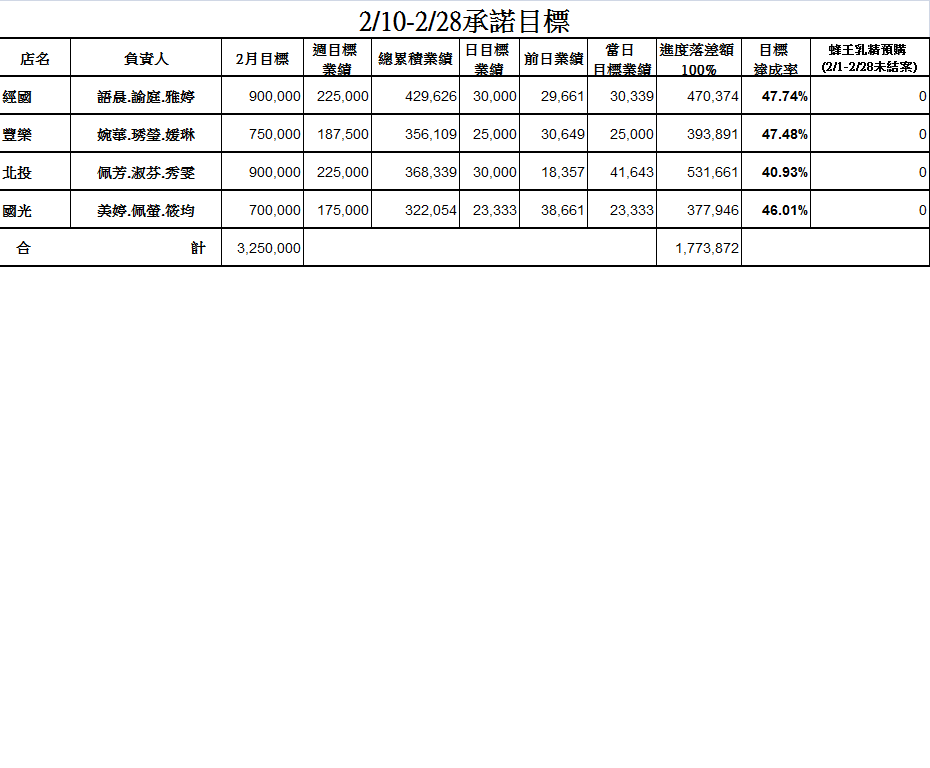 2/10-2/28承諾目標
店名 負責人 2月目標 週目標業績 總累積業績 日目標業績 前日業績 當日目標業績 進度落差額100% 目標達成率 蜂王乳精預購(2/1-2/28未結案)
經國 語晨.諭庭.雅婷 900,000 225,000 429,626 30,000 29,661 30,339 470,374 47.74% 0
豐樂 婉華.琇瑩.媛琳 750,000 187,500 356,109 25,000 30,649 25,000 393,891 47.48% 0
北投 佩芳.淑芬.秀雯 900,000 225,000 368,339 30,000 18,357 41,643 531,661 40.93% 0
國光 美婷.佩螢.筱均 700,000 175,000 322,054 23,333 38,661 23,333 377,946 46.01% 0
合 計 3,250,000 1,773,872